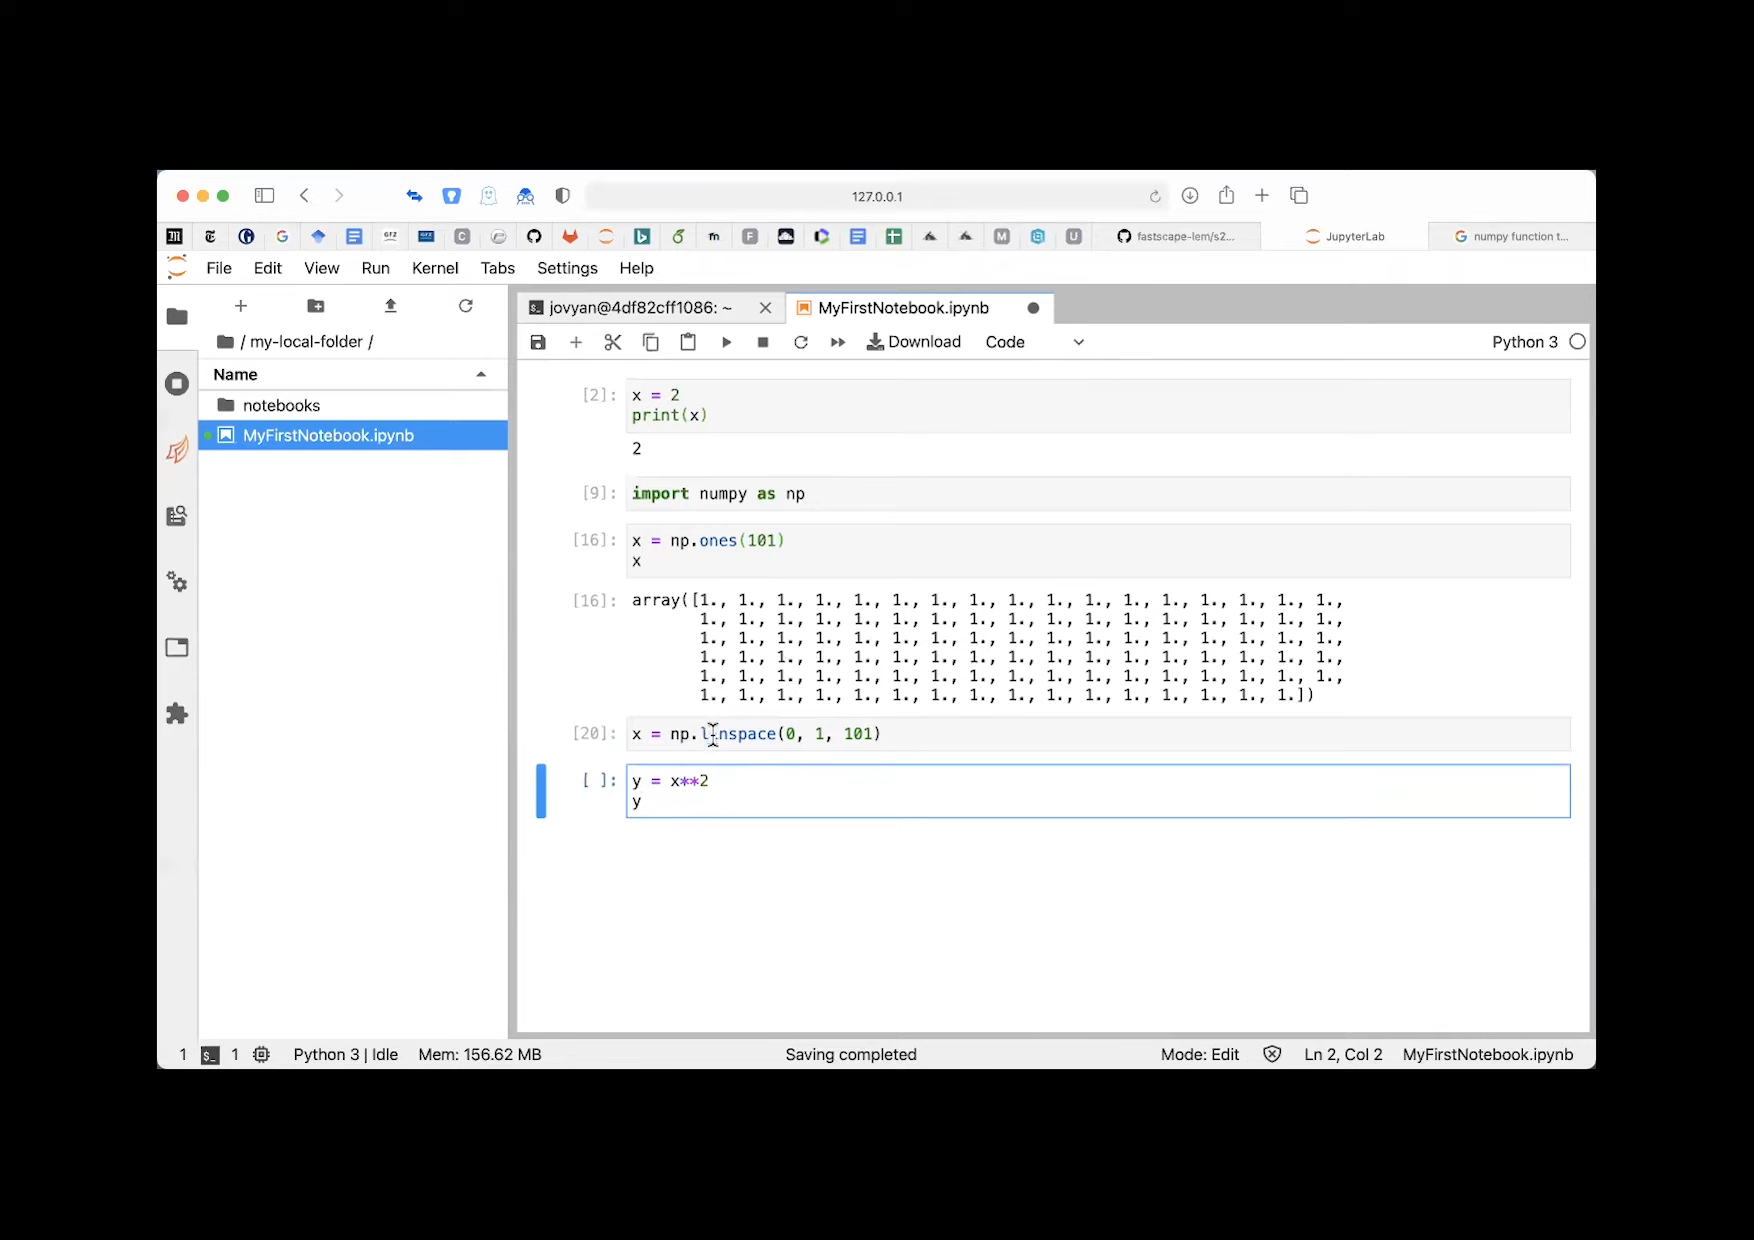 127.0.0.1
fastscape-lem/s2...
JupyterLab
numpy function t...
File Edit View Run Kernel Tabs Settings Help
jovyan@4df82cff1086: ~
MyFirstNotebook.ipynb
/ my-local-folder /
Download
Code
Python 3
Name
notebooks
MyFirstNotebook.ipynb
[2]: x = 2
print(x)
2
[9]: import numpy as np
[16]: x = np.ones(101)
x
[16]: array([1., 1., 1., 1., 1., 1., 1., 1., 1., 1., 1., 1., 1., 1., 1., 1., 1.,
1., 1., 1., 1., 1., 1., 1., 1., 1., 1., 1., 1., 1., 1., 1., 1., 1.,
1., 1., 1., 1., 1., 1., 1., 1., 1., 1., 1., 1., 1., 1., 1., 1., 1.,
1., 1., 1., 1., 1., 1., 1., 1., 1., 1., 1., 1., 1., 1., 1., 1., 1.,
1., 1., 1., 1., 1., 1., 1., 1., 1., 1., 1., 1., 1., 1., 1., 1., 1.,
1., 1., 1., 1., 1., 1., 1., 1., 1., 1., 1., 1., 1., 1., 1., 1.])
[20]: x = np.linspace(0, 1, 101)
[ ]: y = x**2
y
1 $_ 1 Python 3 | Idle Mem: 156.62 MB Saving completed Mode: Edit Ln 2, Col 2 MyFirstNotebook.ipynb